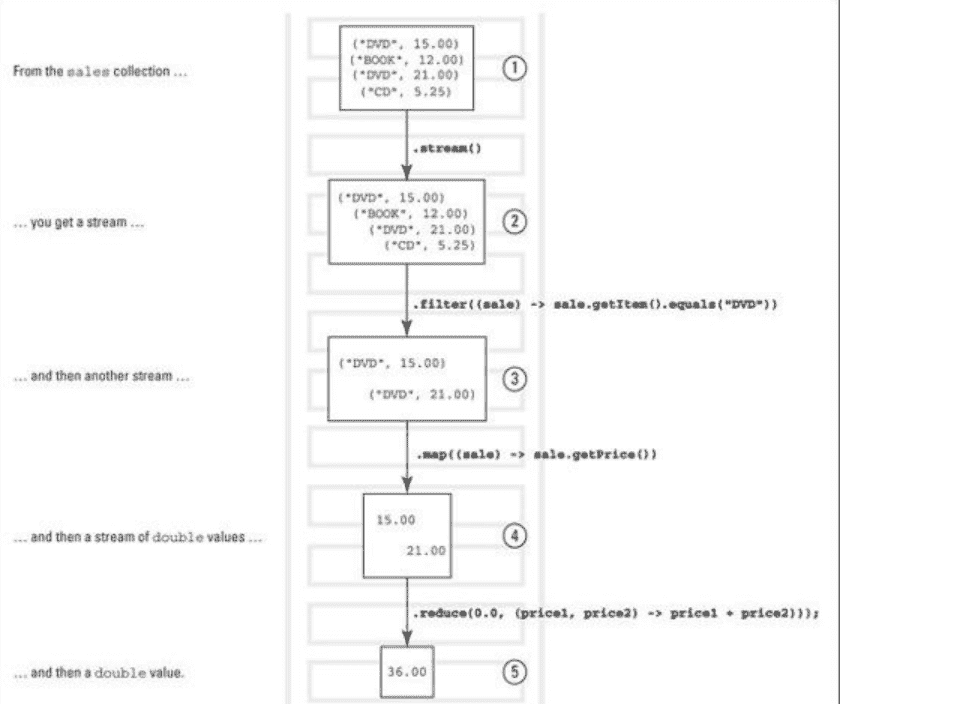 From the sales collection ...
("DVD", 15.00)
("BOOK", 12.00)
("DVD", 21.00)
("CD", 5.25)
1
.stream()
... you get a stream ...
("DVD", 15.00)
("BOOK", 12.00)
("DVD", 21.00)
("CD", 5.25)
2
.filter((sale) -> sale.getItem().equals("DVD"))
... and then another stream ...
("DVD", 15.00)
("DVD", 21.00)
3
.map((sale) -> sale.getPrice())
... and then a stream of double values ...
15.00
21.00
4
.reduce(0.0, (price1, price2) -> price1 + price2)));
... and then a double value.
36.00
5